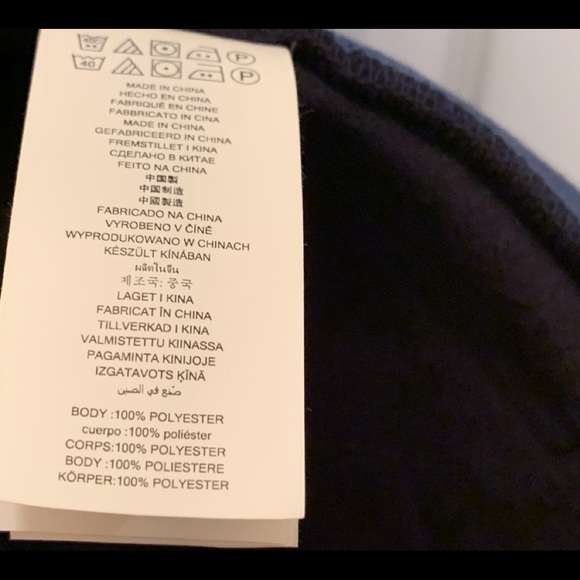 40
P
40
P
MADE IN CHINA
HECHO EN CHINA
FABRIQUÉ EN CHINE
FABBRICATO IN CINA
MADE IN CHINA
GEFABRICEERD IN CHINA
FREMSTILLET I KINA
СДЕЛАНО В КИТАЕ
FEITO NA CHINA
中国製
中国制造
中國製造
FABRICADO NA CHINA
VYROBENO V ČÍNĚ
WYPRODUKOWANO W CHINACH
KÉSZÜLT KÍNÁBAN
ผลิตในจีน
제조국: 중국
LAGET I KINA
FABRICAT ÎN CHINA
TILLVERKAD I KINA
VALMISTETTU KIINASSA
PAGAMINTA KINIJOJE
IZGATAVOTS ĶĪNĀ
صُنع في الصين
BODY :100% POLYESTER
cuerpo :100% poliéster
CORPS:100% POLYESTER
BODY :100% POLIESTERE
KÖRPER:100% POLYESTER